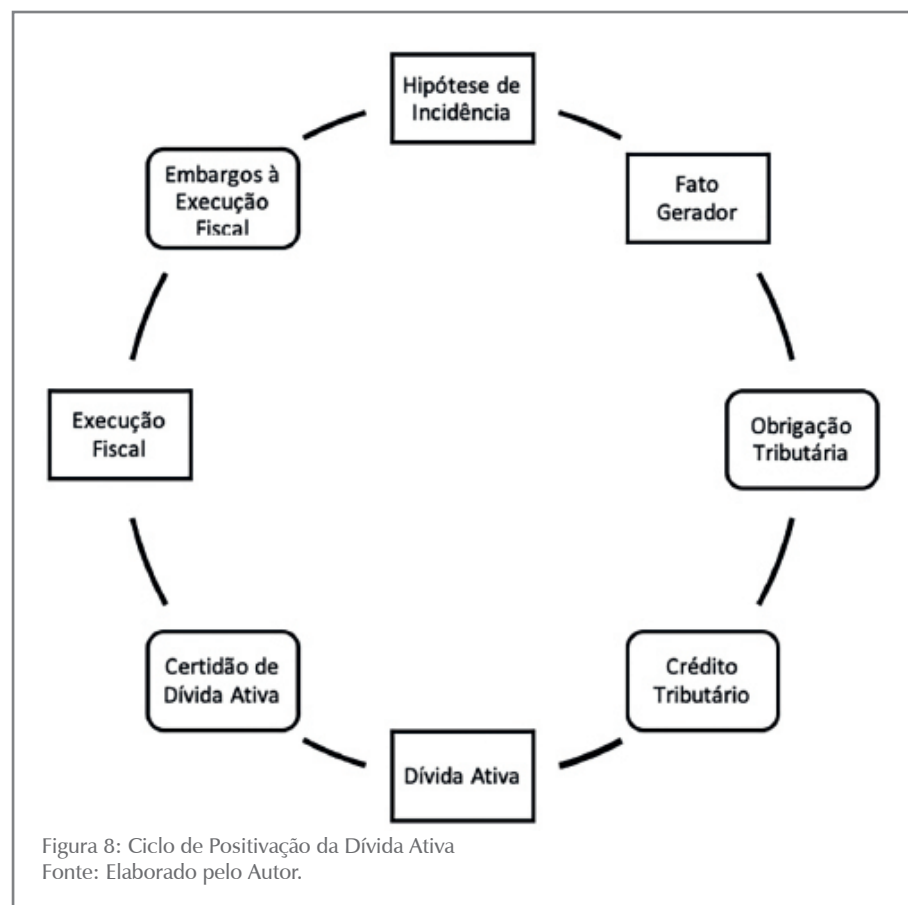 Hipótese de
Incidência
Fato
Gerador
Obrigação
Tributária
Crédito
Tributário
Dívida Ativa
Certidão de
Dívida Ativa
Execução
Fiscal
Embargos à
Execução
Fiscal
Figura 8: Ciclo de Positivação da Dívida Ativa
Fonte: Elaborado pelo Autor.